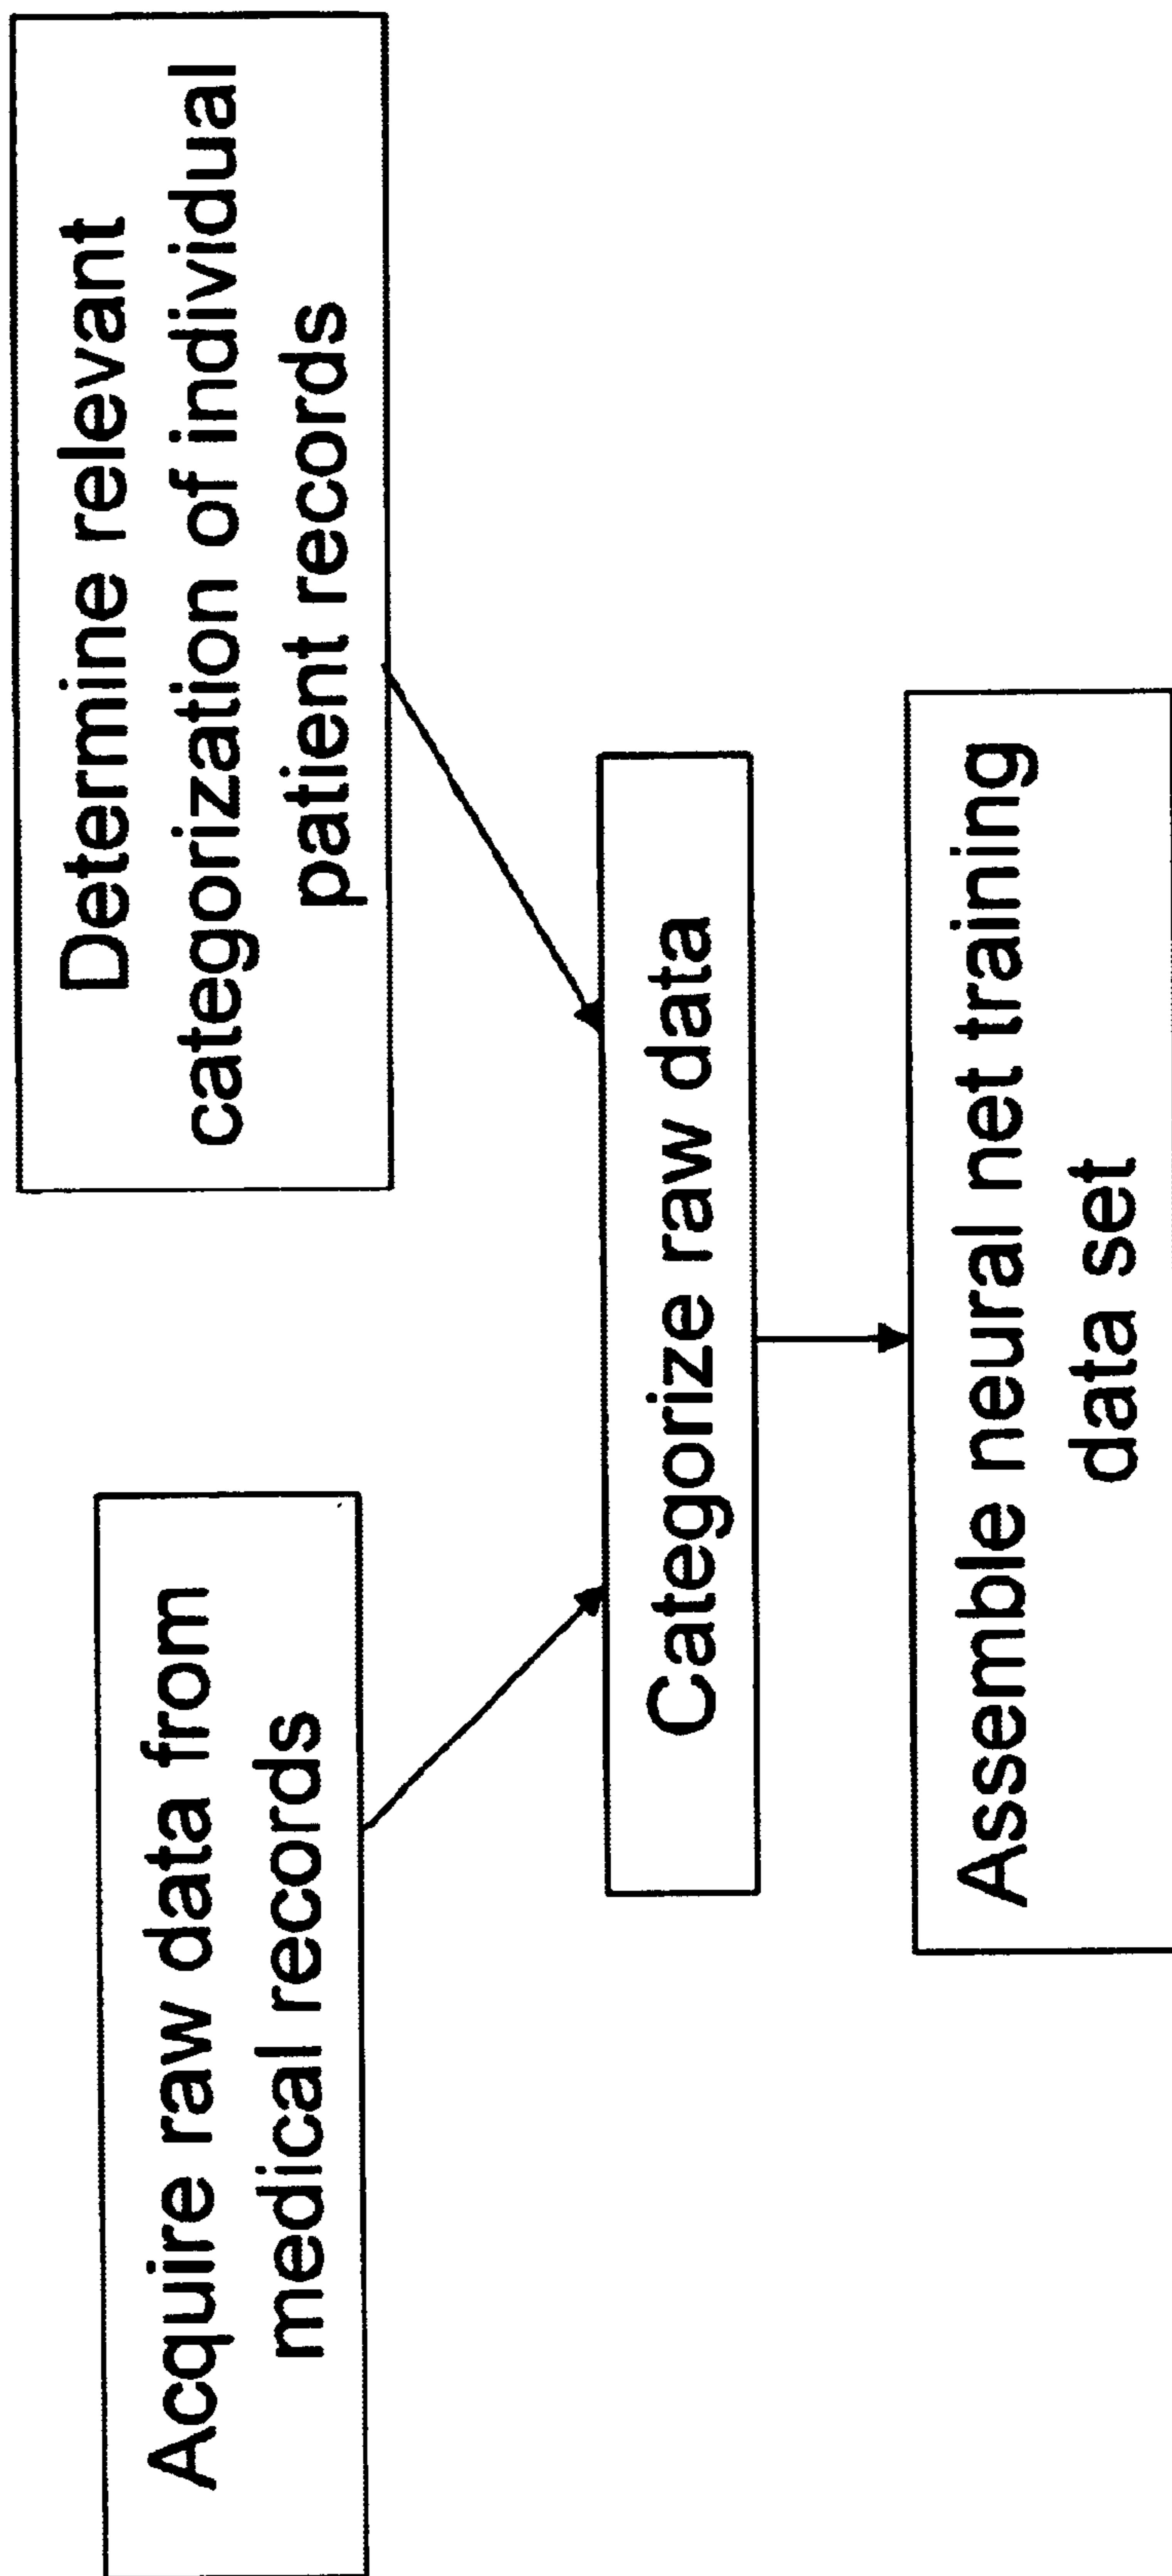 Acquire raw data from
medical records
Determine relevant
categorization of individual
patient records
Categorize raw data
Assemble neural net training
data set